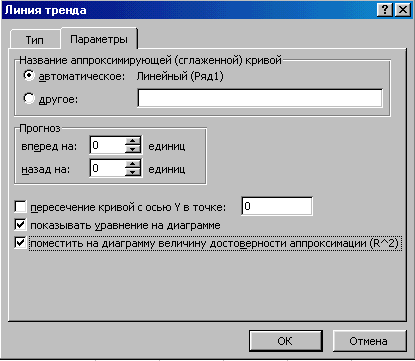 Линия тренда
Тип
Параметры
Название аппроксимирующей (сглаженной) кривой
автоматическое: Линейный (Ряд1)
другое:
Прогноз
вперед на: 0 единиц
назад на: 0 единиц
пересечение кривой с осью Y в точке: 0
показывать уравнение на диаграмме
поместить на диаграмму величину достоверности аппроксимации (R^2)
ОК
Отмена